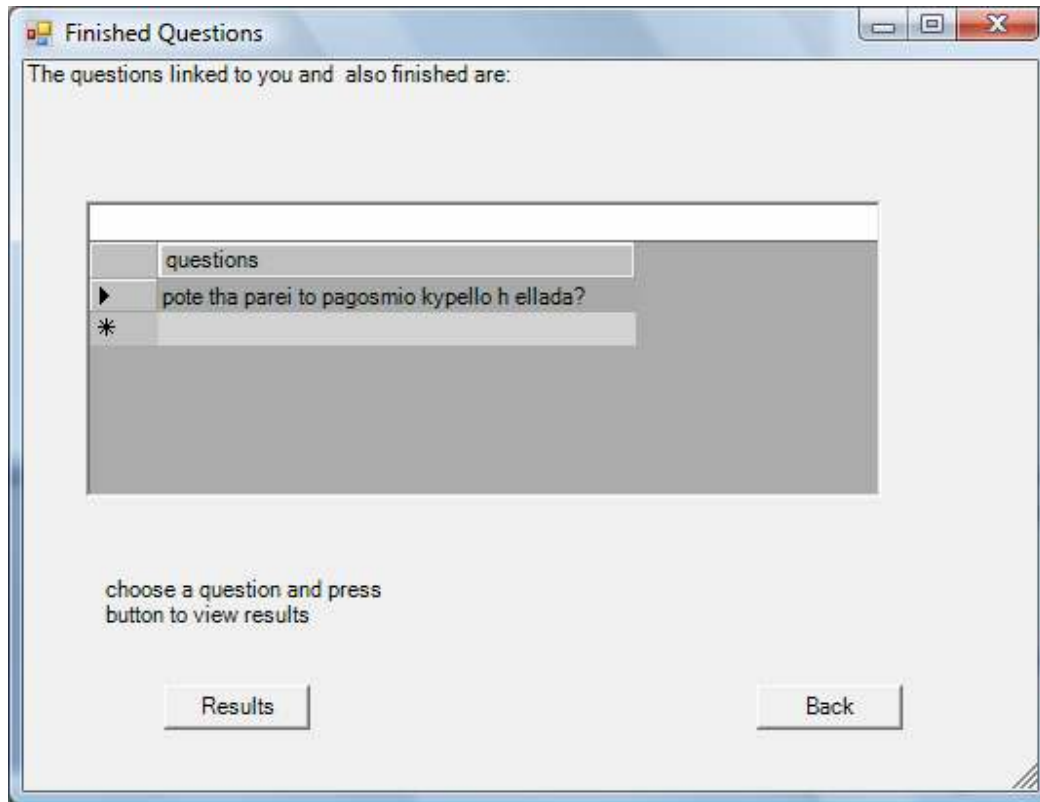 Finished Questions
The questions linked to you and also finished are:
questions
pote tha parei to pagosmio kypello h ellada?
choose a question and press
button to view results
Results
Back